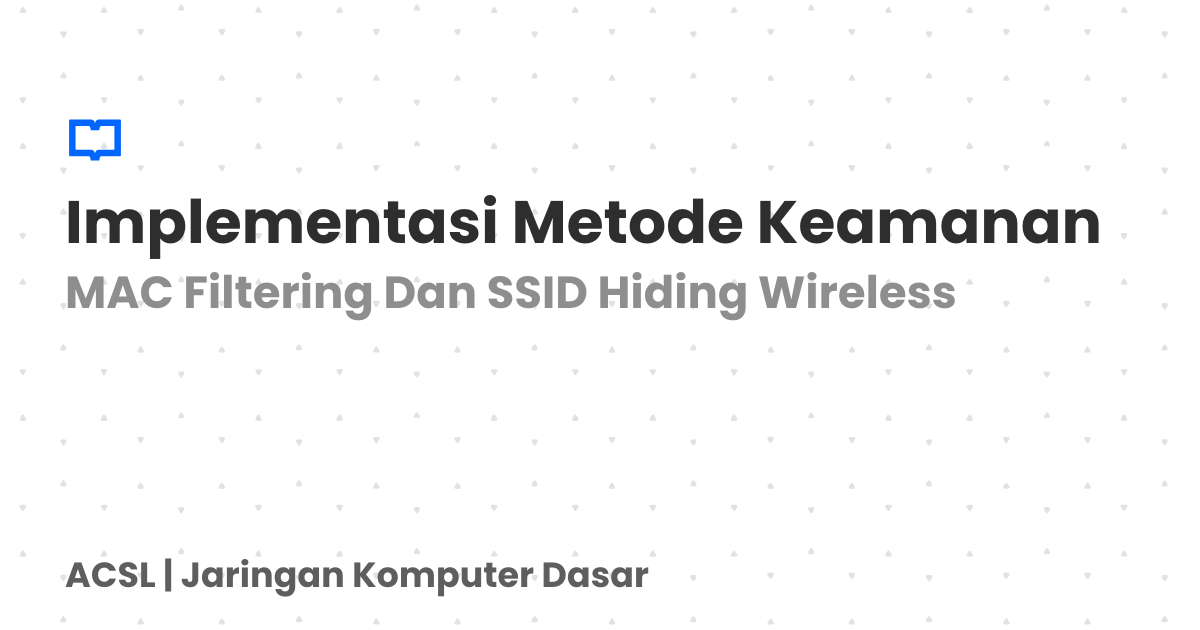 Implementasi Metode Keamanan
MAC Filtering Dan SSID Hiding Wireless
ACSL | Jaringan Komputer Dasar